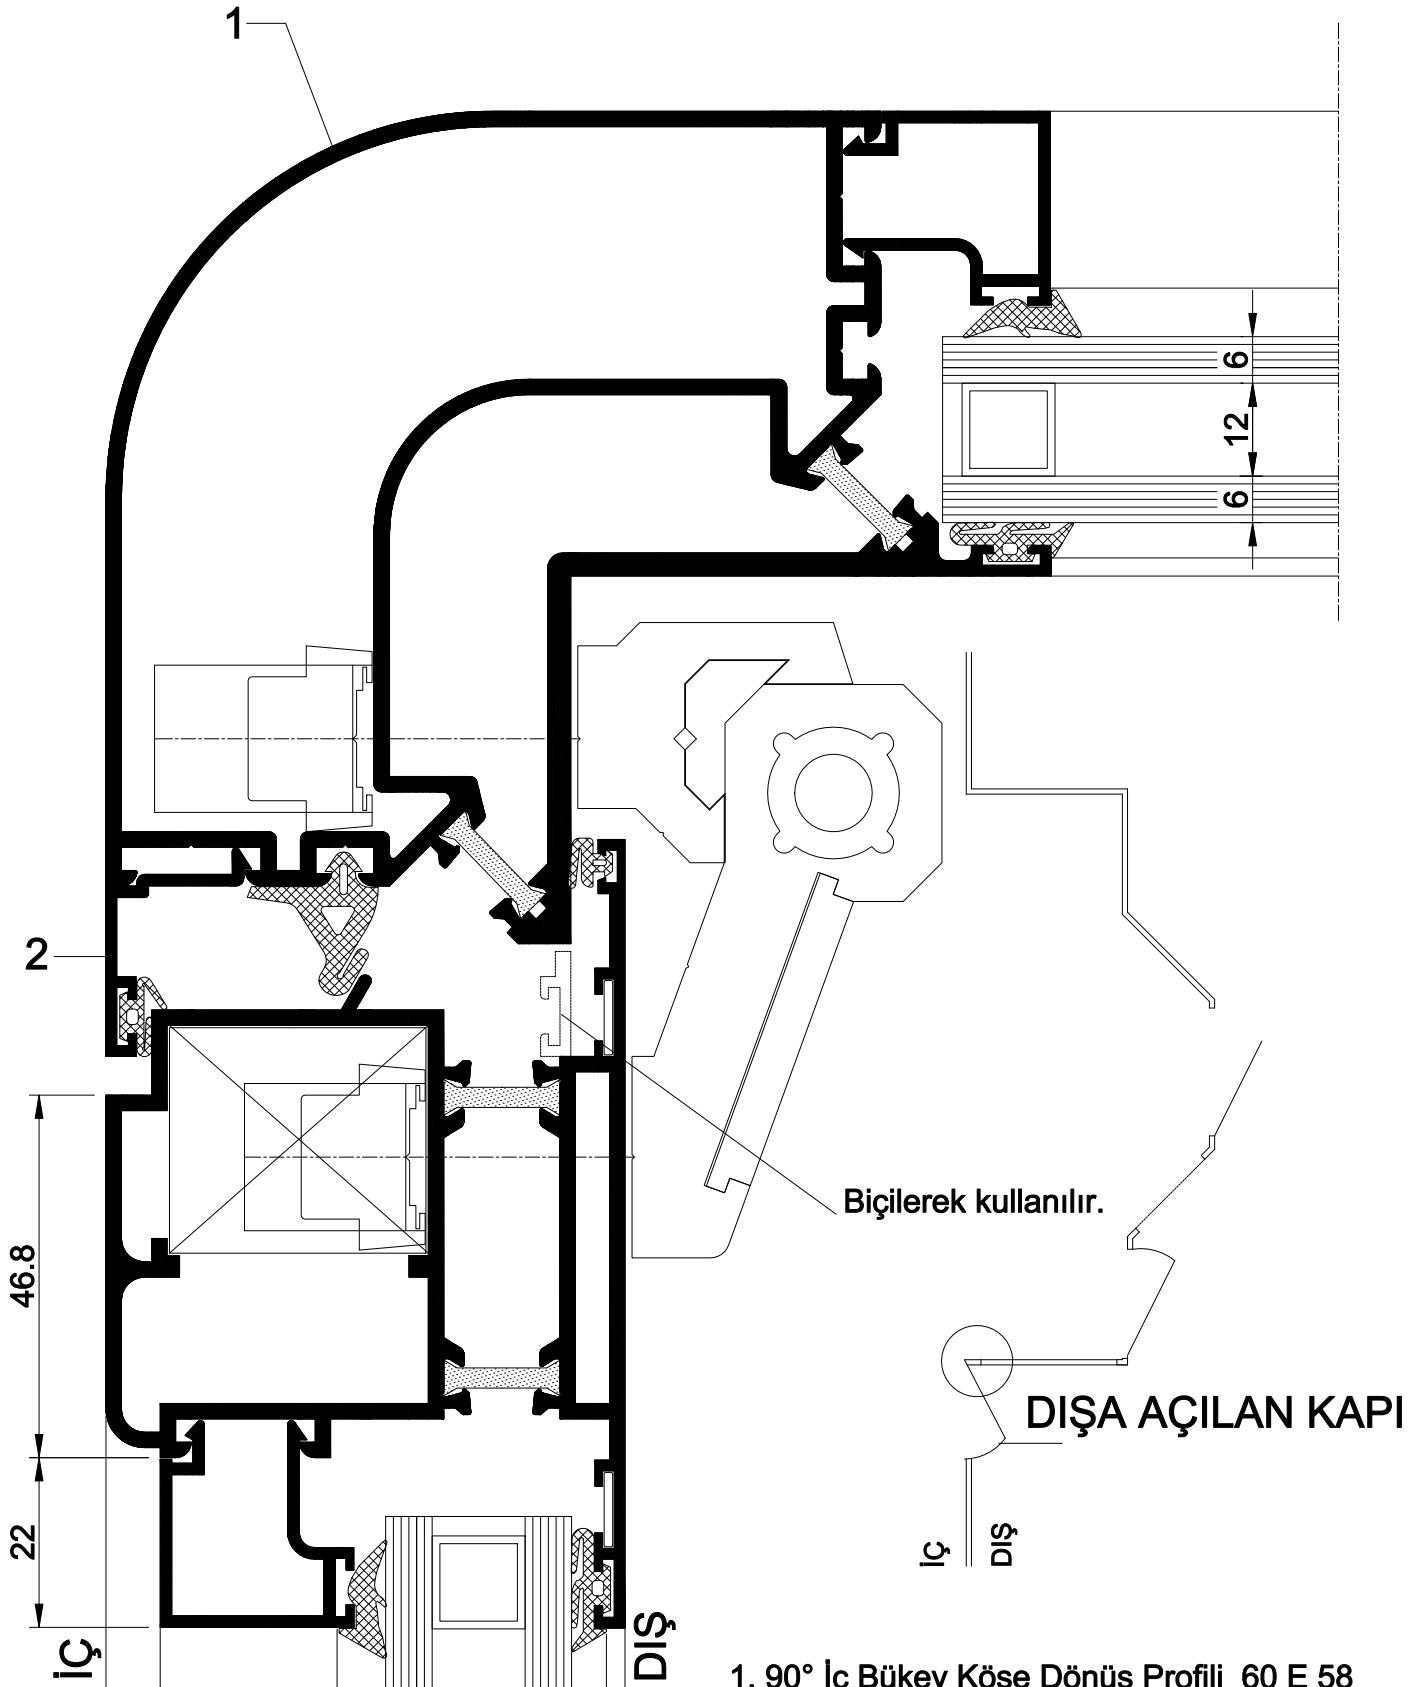 1
6
12
6
2
Biçilerek kullanılır.
46.8
DIŞA AÇILAN KAPI
22
İÇ
DIŞ
İÇ
DIŞ
1. 90° İç Bükey Köşe Dönüş Profili 60 E 58